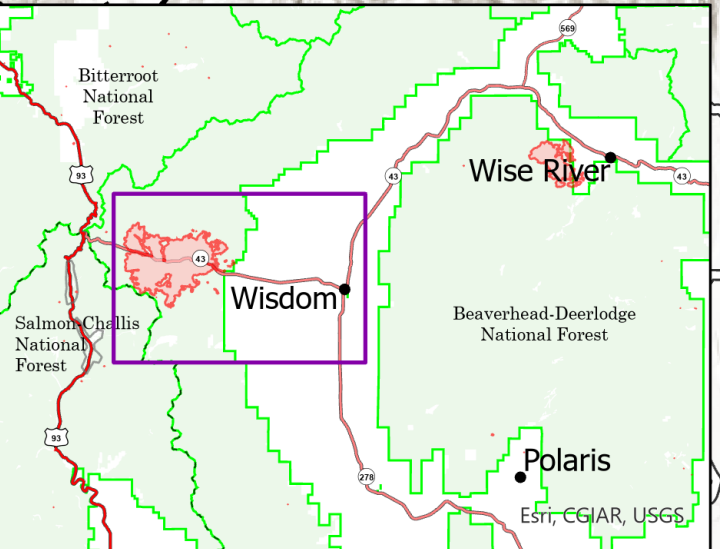 569
Bitterroot
National
Forest
93
43
Wise River
43
43
Wisdom
Salmon-Challis
National
Forest
Beaverhead-Deerlodge
National Forest
93
278
Polaris
Esri, CGIAR, USGS